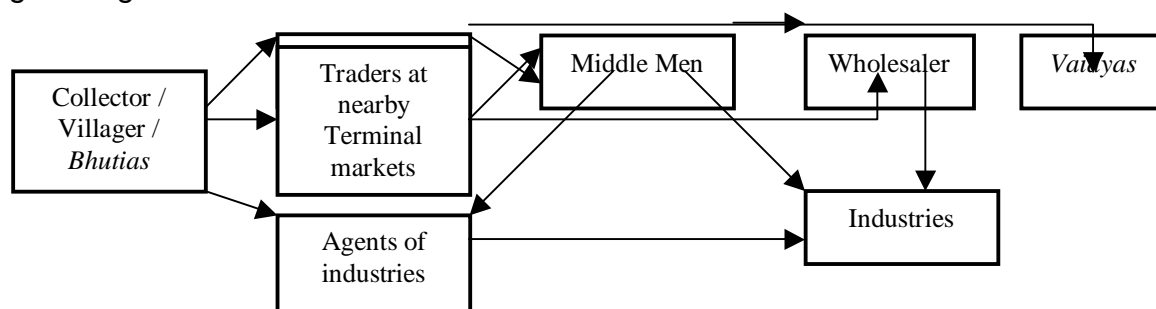 Collector /
Villager /
Bhutias
Traders at
nearby
Terminal
markets
Agents of
industries
Middle Men
Wholesaler
Vaidyas
Industries